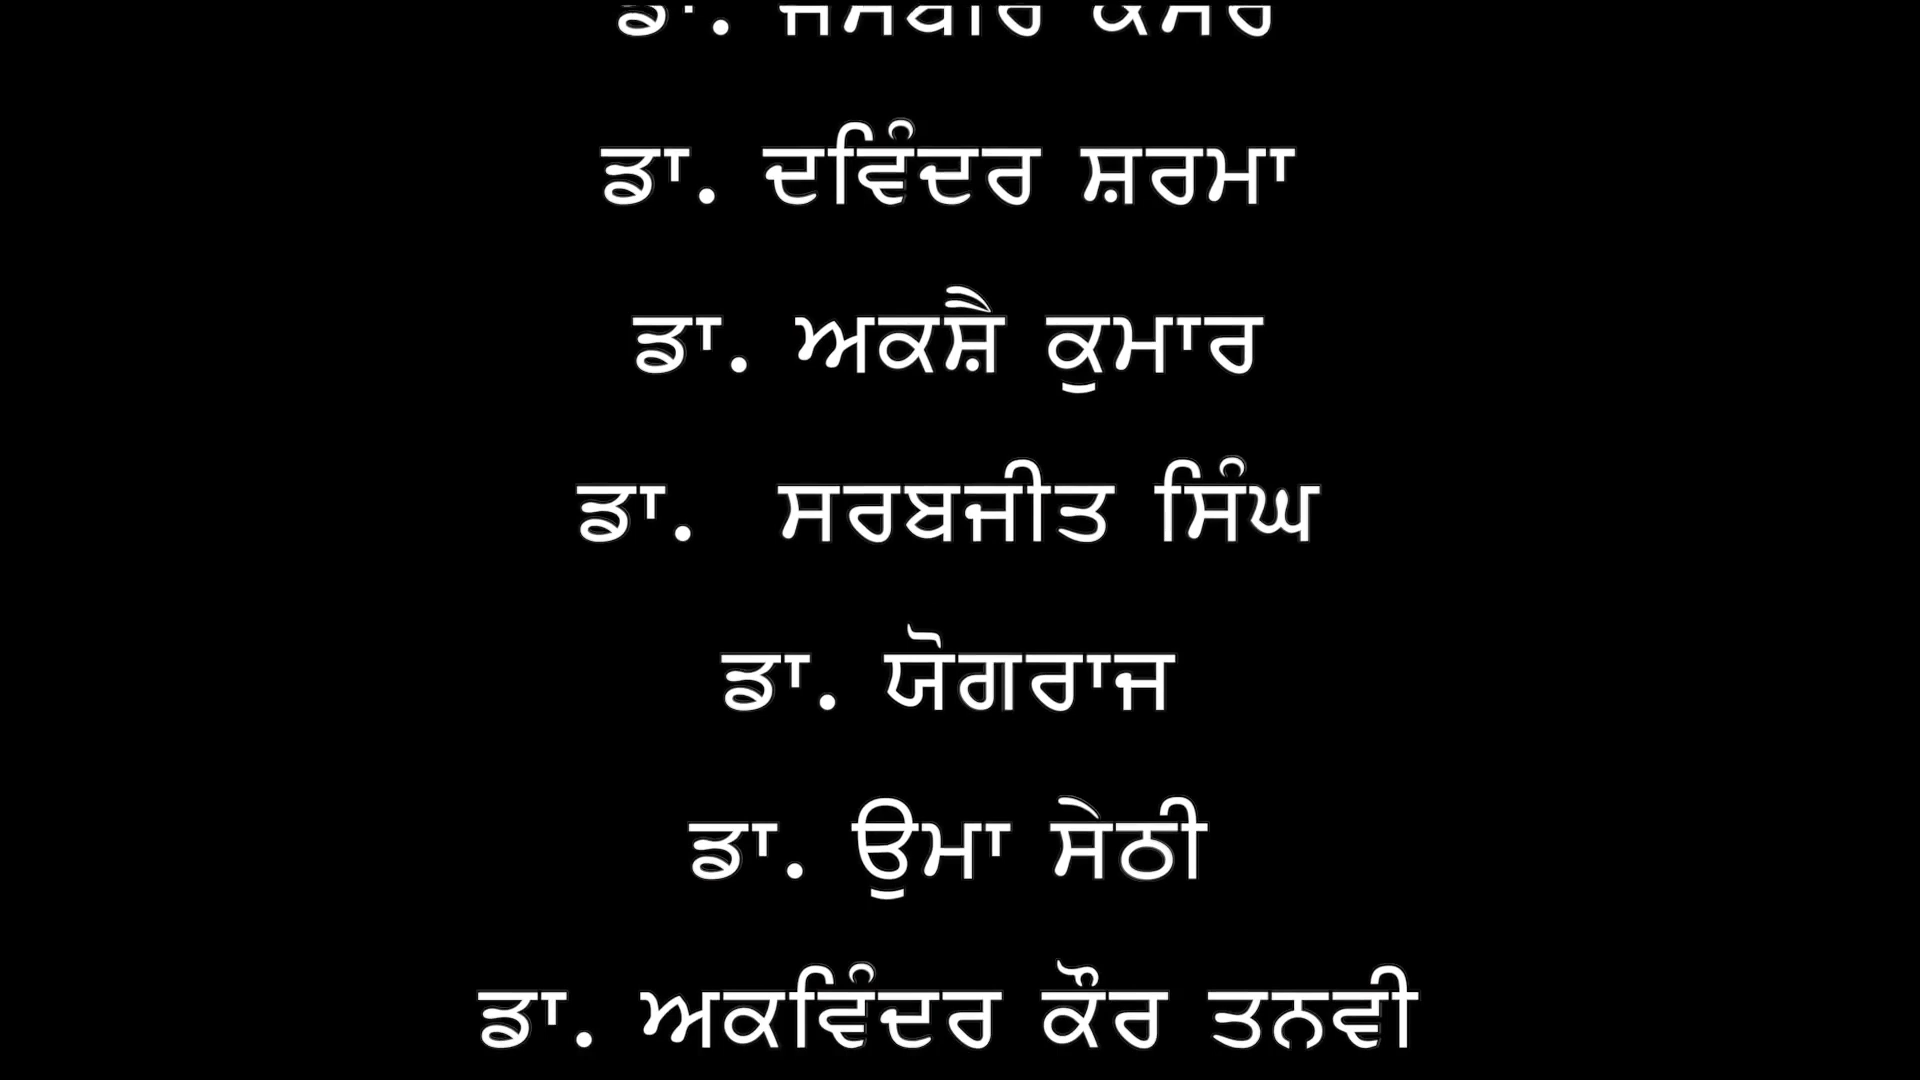 ਡਾ.
ਡਾ. ਦਵਿੰਦਰ ਸ਼ਰਮਾ
ਡਾ. ਅਕਸ਼ੈ ਕੁਮਾਰ
ਡਾ. ਸਰਬਜੀਤ ਸਿੰਘ
ਡਾ. ਯੋਗਰਾਜ
ਡਾ. ਉਮਾ ਸੇਠੀ
ਡਾ. ਅਕਵਿੰਦਰ ਕੌਰ ਤਨਵੀ